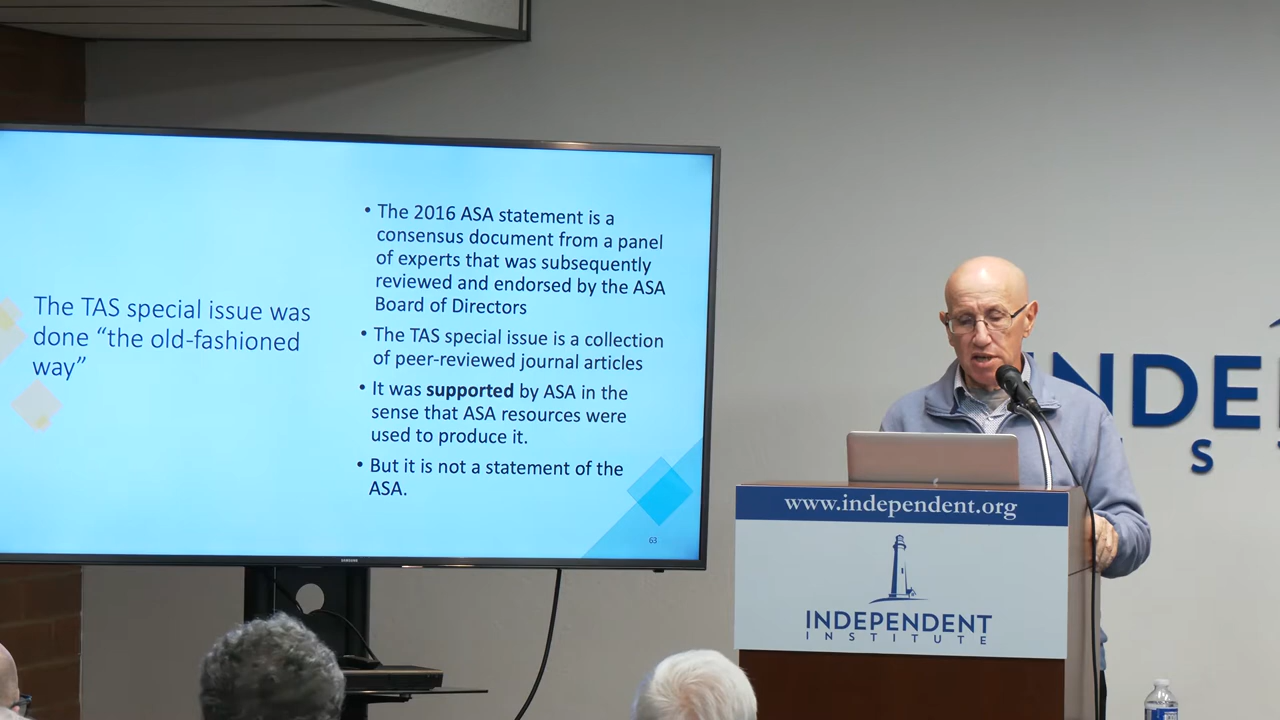 The TAS special issue was
done “the old-fashioned
way”
• The 2016 ASA statement is a
consensus document from a panel
of experts that was subsequently
reviewed and endorsed by the ASA
Board of Directors
• The TAS special issue is a collection
of peer-reviewed journal articles
• It was supported by ASA in the
sense that ASA resources were
used to produce it.
• But it is not a statement of the
ASA.
63
SAMSUNG
www.independent.org
INDEPENDENT
INSTITUTE
NDE
S